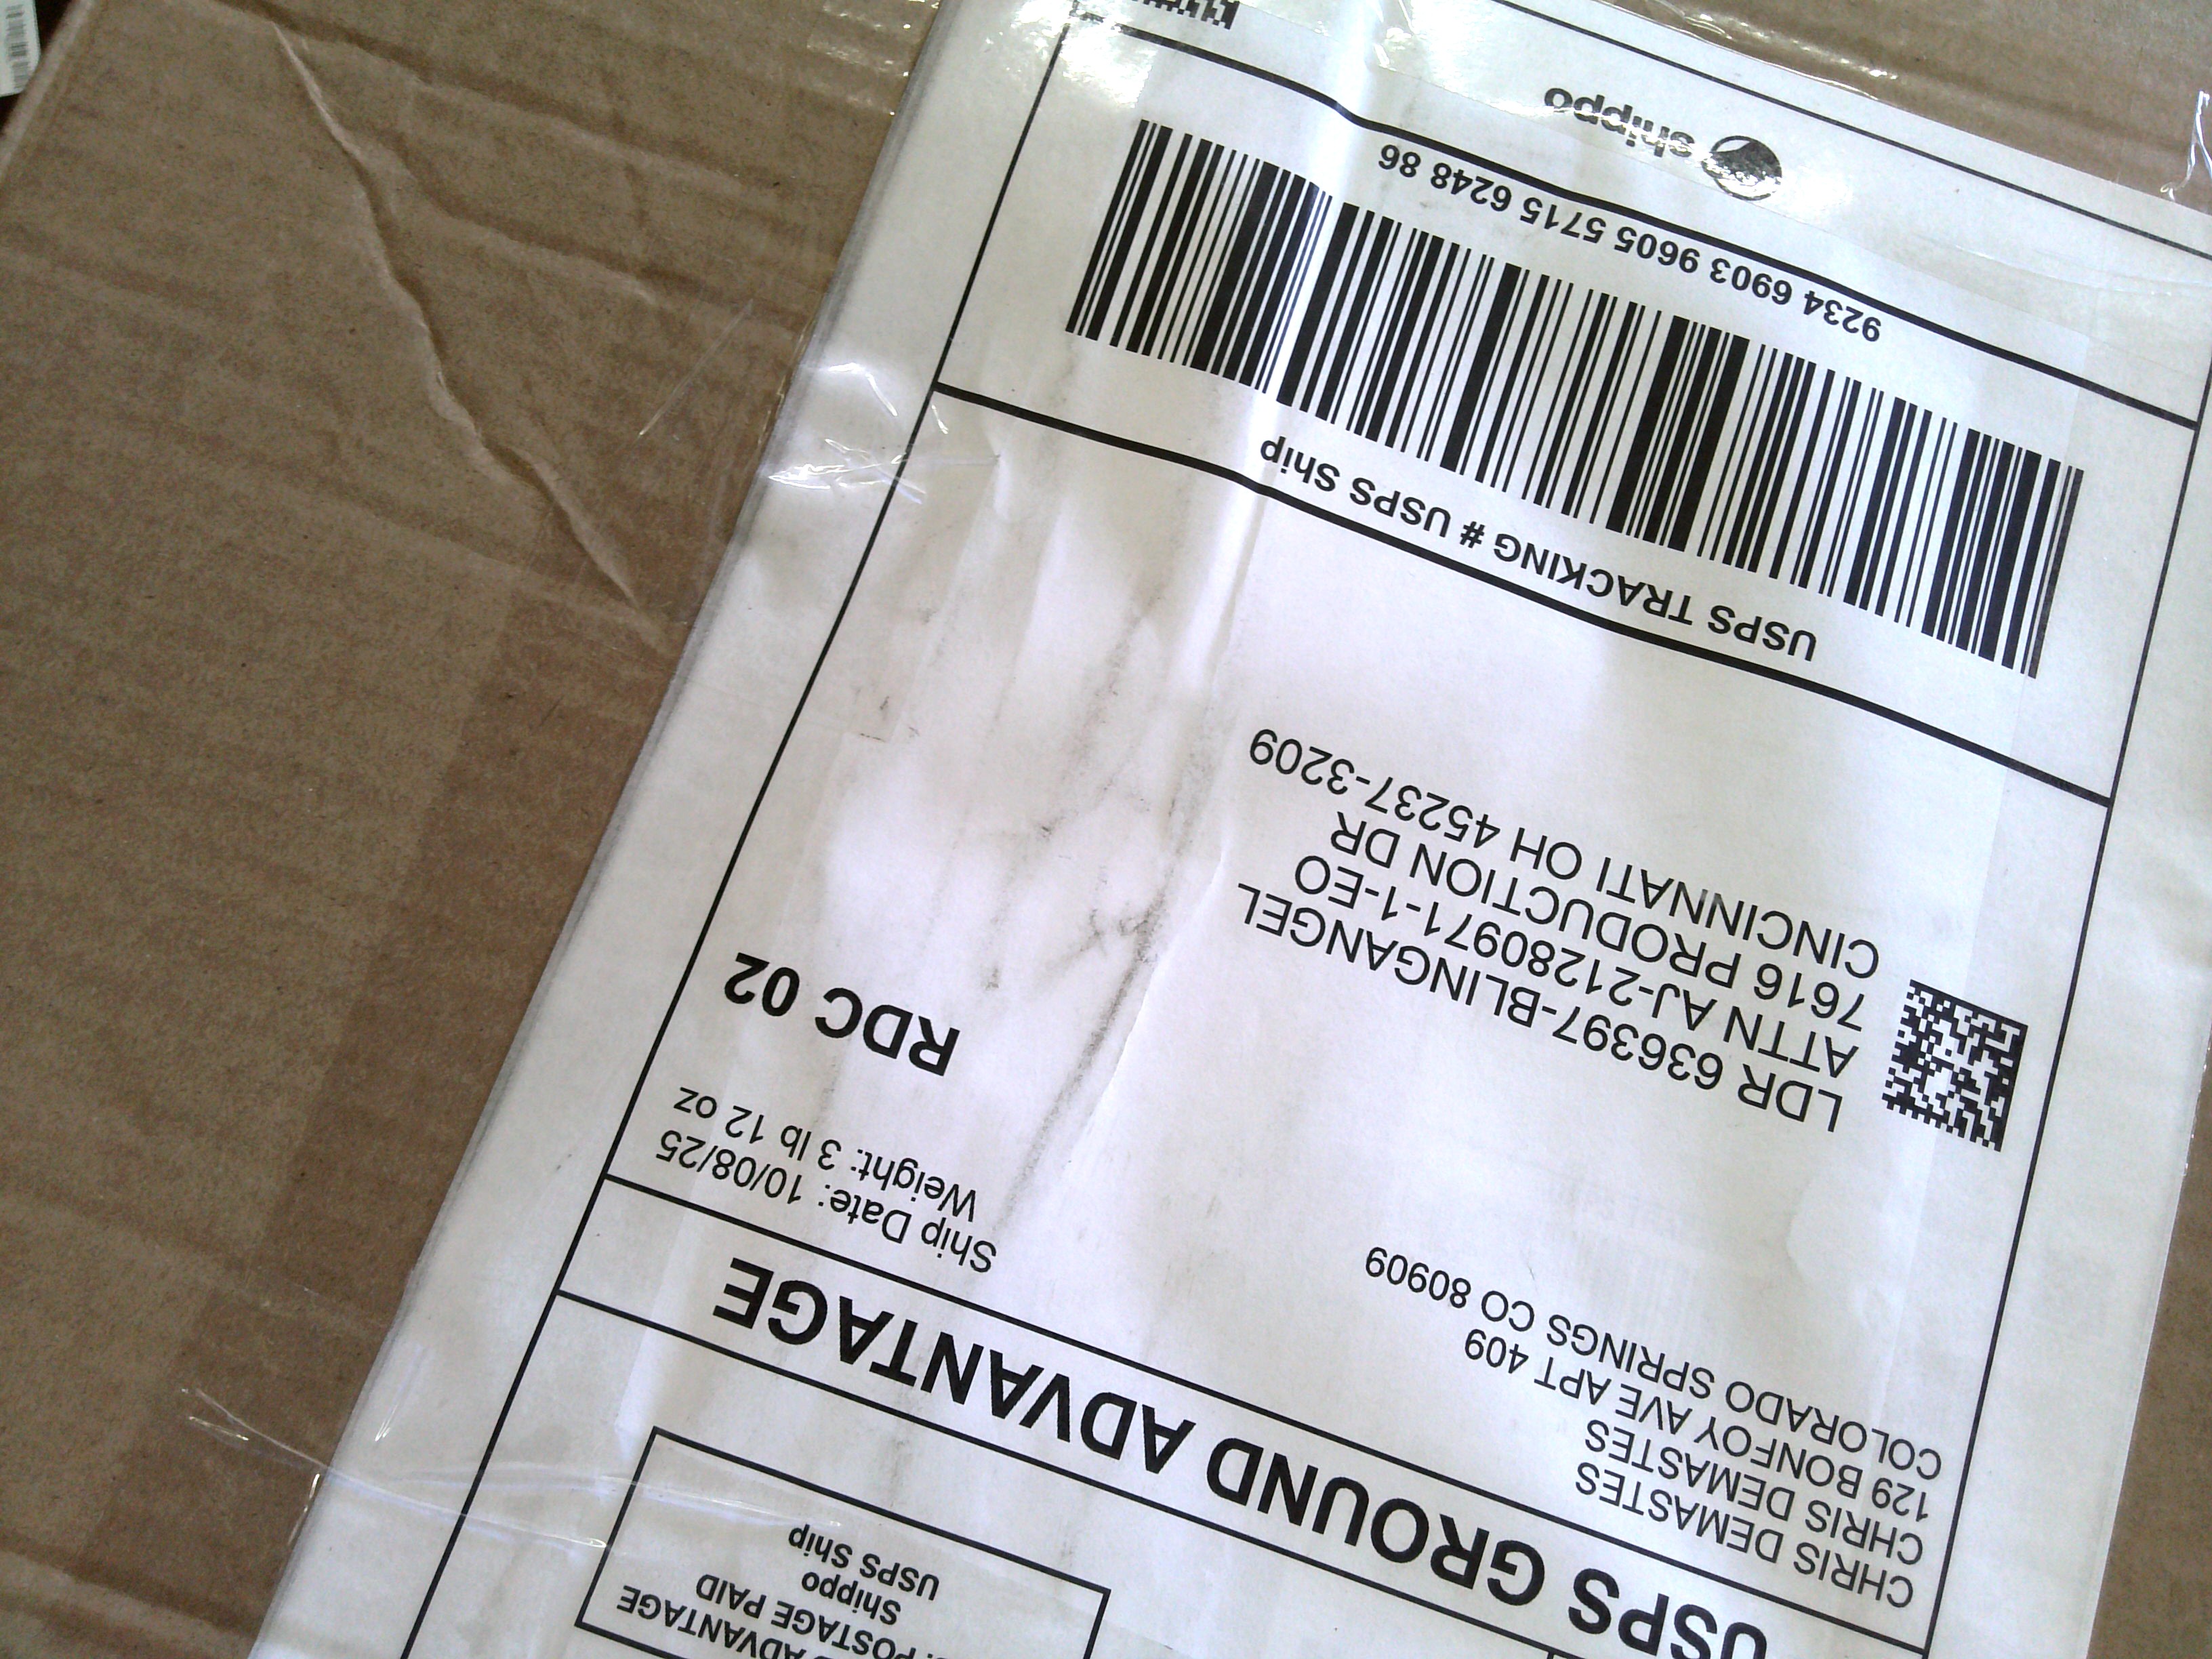 ADVANTAGE
POSTAGE PAID
Shippo
USPS Ship
USPS GROUND ADVANTAGE
CHRIS DEMASTES
CHRIS DEMASTES
129 BONFOY AVE APT 409
COLORADO SPRINGS CO 80909
Ship Date: 10/08/25
Weight: 3 lb 12 oz
RDC 02
LDR 636397-BLINGANGEL
ATTN AJ-21280971-1-EO
7616 PRODUCTION DR
CINCINNATI OH 45237-3209
USPS TRACKING # USPS Ship
9234 6903 9605 5715 6248 86
shippo